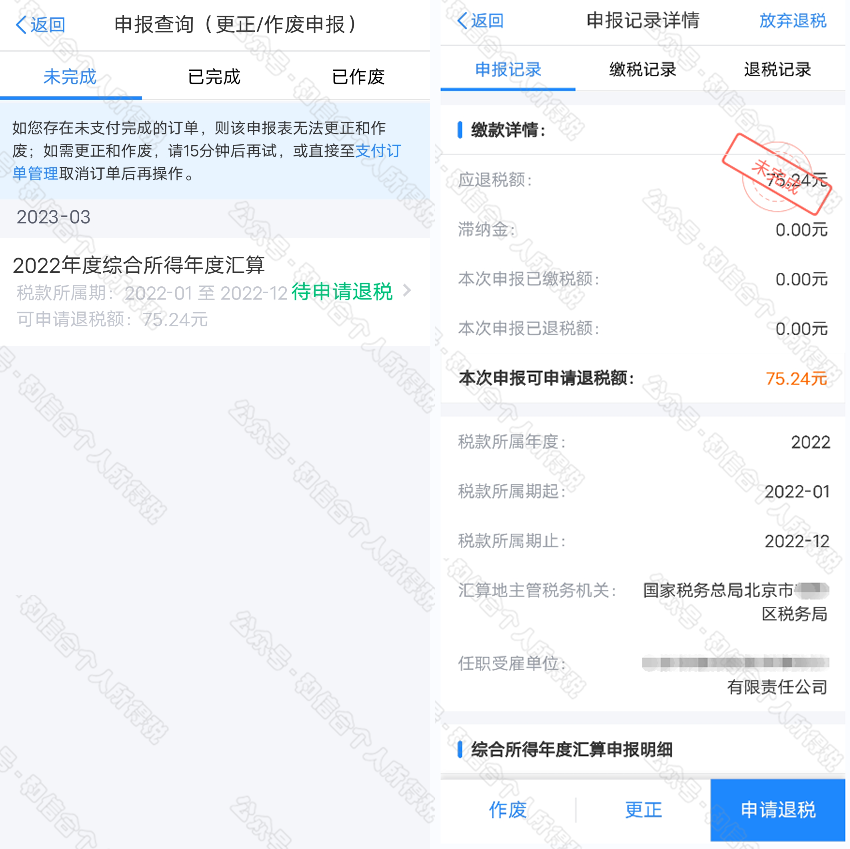 返回
申报查询（更正/作废申报）
未完成
已完成
已作废
如您存在未支付完成的订单，则该申报表无法更正和作
废；如需更正和作废，请15分钟后再试，或直接至支付订
单管理取消订单后再操作。
2023-03
2022年度综合所得年度汇算
税款所属期：2022-01 至 2022-12
待申请退税
可申请退税额：75.24元
返回
申报记录详情
放弃退税
申报记录
缴税记录
退税记录
缴款详情：
应退税额：
75.24元
未完成
滞纳金：
0.00元
本次申报已缴税额：
0.00元
本次申报已退税额：
0.00元
本次申报可申请退税额：
75.24元
税款所属年度：
2022
税款所属期起：
2022-01
税款所属期止：
2022-12
汇算地主管税务机关：
国家税务总局北京市
区税务局
任职受雇单位：
有限责任公司
综合所得年度汇算申报明细
作废
更正
申请退税
公众号·和信合个人所得税